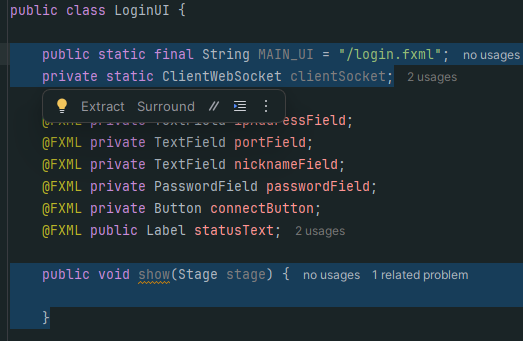 public class LoginUI {
public static final String MAIN_UI = "/login.fxml"; no usages
private static ClientWebSocket clientSocket; 2 usages
Extract Surround //
@FXML private TextField ipAddressField;
@FXML private TextField portField;
@FXML private TextField nicknameField;
@FXML private PasswordField passwordField;
@FXML private Button connectButton;
@FXML public Label statusText; 2 usages
public void show(Stage stage) { no usages 1 related problem
}